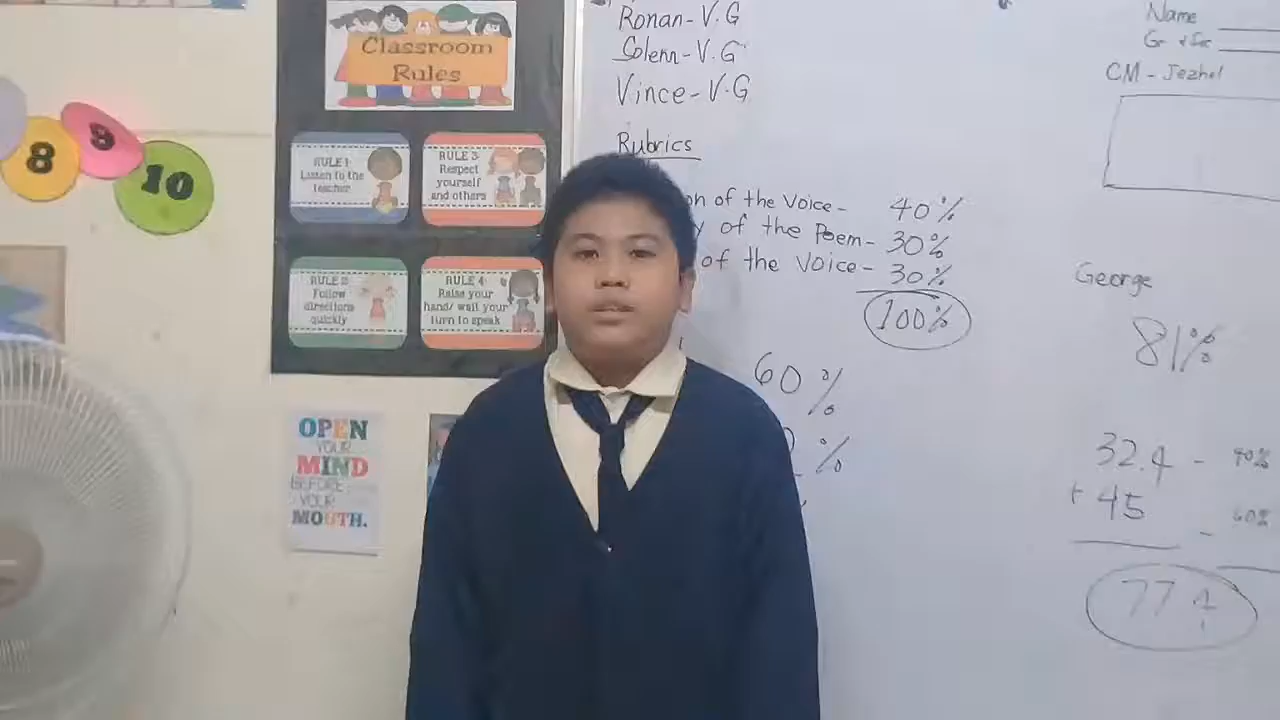 Classroom
Rules
RULE 1:
Listen to the
teacher
RULE 3:
Respect
yourself
and others
RULE 2:
Follow
directions
quickly
RULE 4:
Raise your
hand/ wait your
turn to speak
8
9
10
OPEN
YOUR
MIND
BEFORE
YOUR
MOUTH.
Ronan-V.G
Solenn-V.G
Vince-V.G
Rubrics
of the Voice- 40%
of the Poem- 30%
of the Voice- 30%
100%
60%
%
Name
CM - Jezhel
George
81%
32.4 - 40%
+ 45 - 60%
77.4